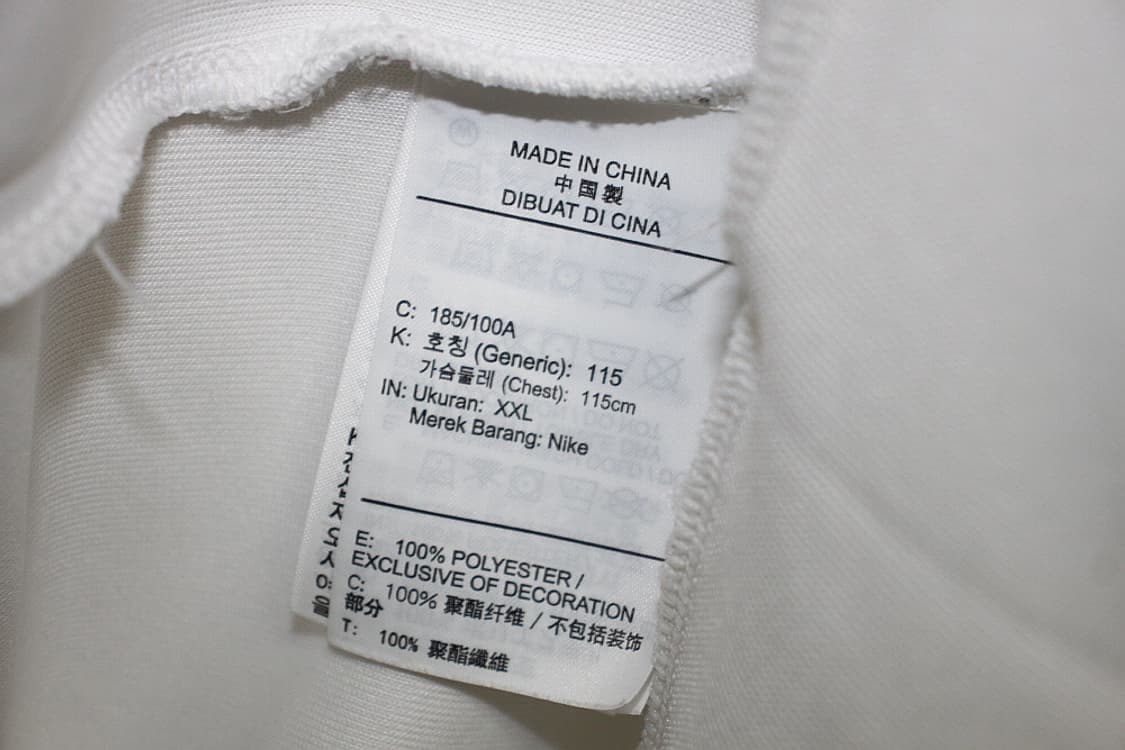 MADE IN CHINA
中国製
DIBUAT DI CINA
C: 185/100A
K: 호칭 (Generic): 115
가슴둘레 (Chest): 115cm
IN: Ukuran: XXL
Merek Barang: Nike
E: 100% POLYESTER /
EXCLUSIVE OF DECORATION
C: 100% 聚酯纤维 / 不包括装饰
部分
T: 100% 聚酯纖維